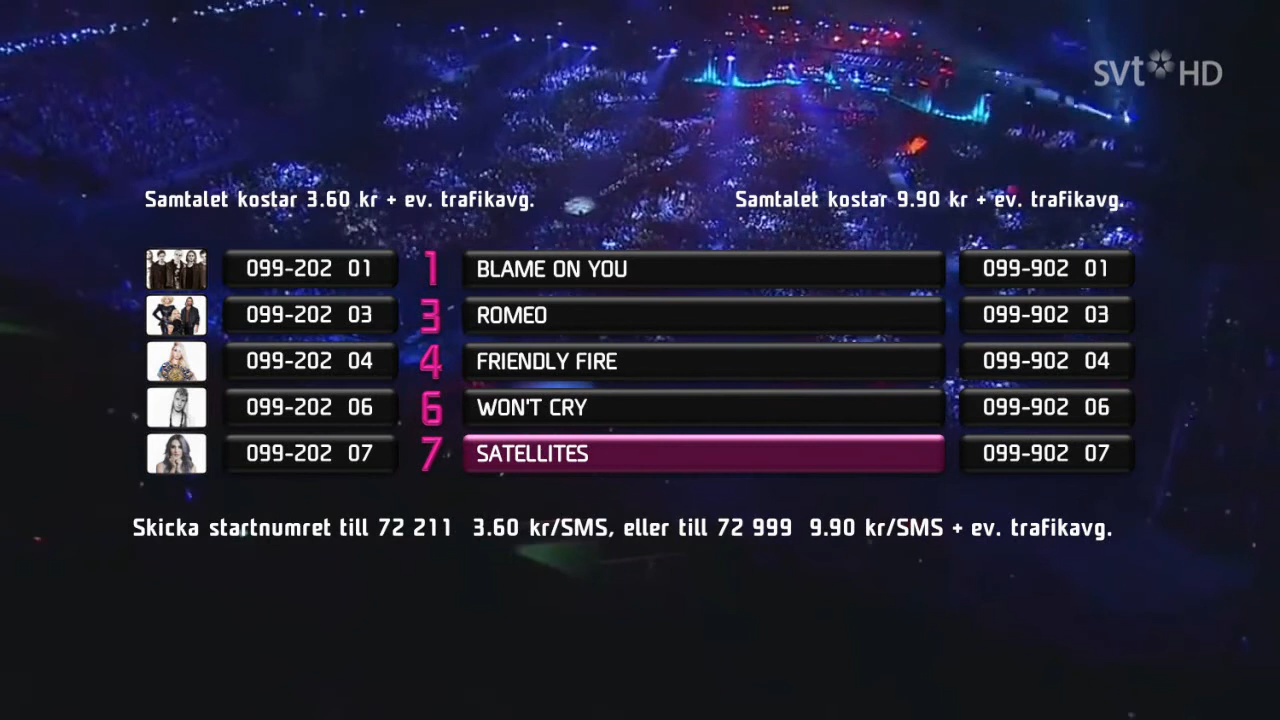 svt HD
Samtalet kostar 3.60 kr + ev. trafikavg. Samtalet kostar 9.90 kr + ev. trafikavg.
099-202 01 1 BLAME ON YOU 099-902 01
099-202 03 3 ROMEO 099-902 03
099-202 04 4 FRIENDLY FIRE 099-902 04
099-202 06 6 WON'T CRY 099-902 06
099-202 07 7 SATELLITES 099-902 07
Skicka startnumret till 72 211 3.60 kr/SMS, eller till 72 999 9.90 kr/SMS + ev. trafikavg.